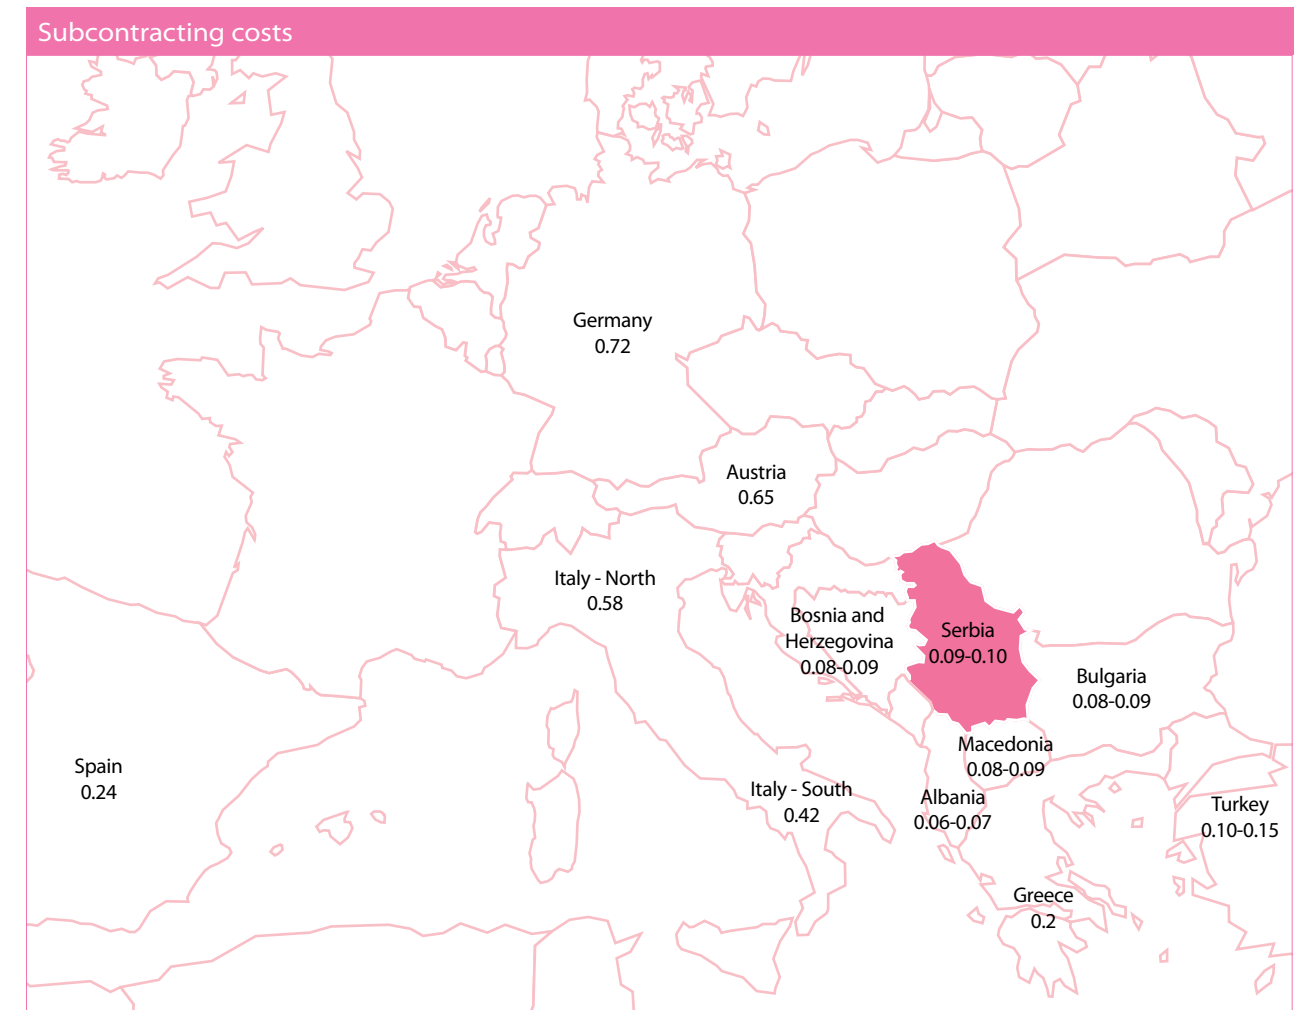 Subcontracting costs
Germany
0.72
Austria
0.65
Italy - North
0.58
Bosnia and
Herzegovina
0.08-0.09
Serbia
0.09-0.10
Bulgaria
0.08-0.09
Macedonia
0.08-0.09
Spain
0.24
Italy - South
0.42
Albania
0.06-0.07
Turkey
0.10-0.15
Greece
0.2